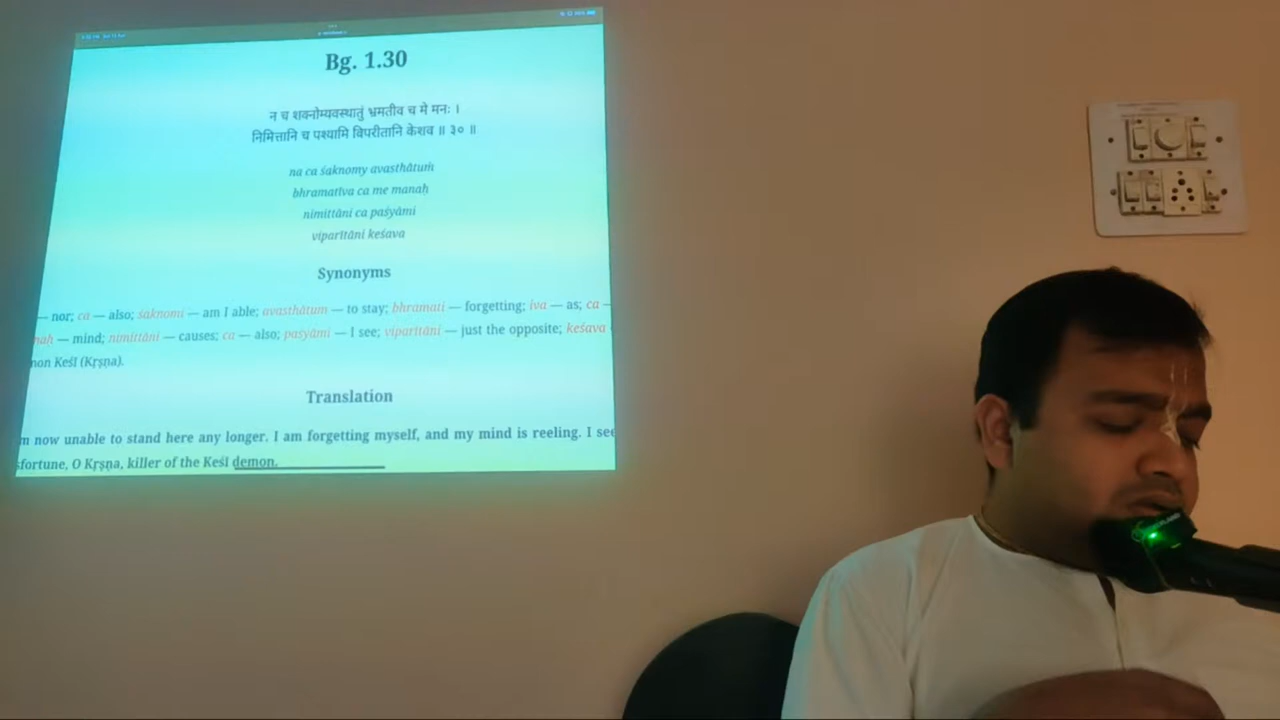 Bg. 1.30
न च शक्नोम्यवस्थातुं भ्रमतीव च मे मनः ।
निमित्तानि च पश्यामि विपरीतानि केशव ॥ ३० ॥
na ca śaknomy avasthātuṁ
bhramatīva ca me manaḥ
nimittāni ca paśyāmi
viparītāni keśava
Synonyms
— nor; ca — also; śaknomi — am I able; avasthātum — to stay; bhramati — forgetting; iva — as; ca —
naḥ — mind; nimittāni — causes; ca — also; paśyāmi — I see; viparītāni — just the opposite; keśava
non Keśī (Kṛṣṇa).
Translation
m now unable to stand here any longer. I am forgetting myself, and my mind is reeling. I see
sfortune, O Kṛṣṇa, killer of the Keśī demon.